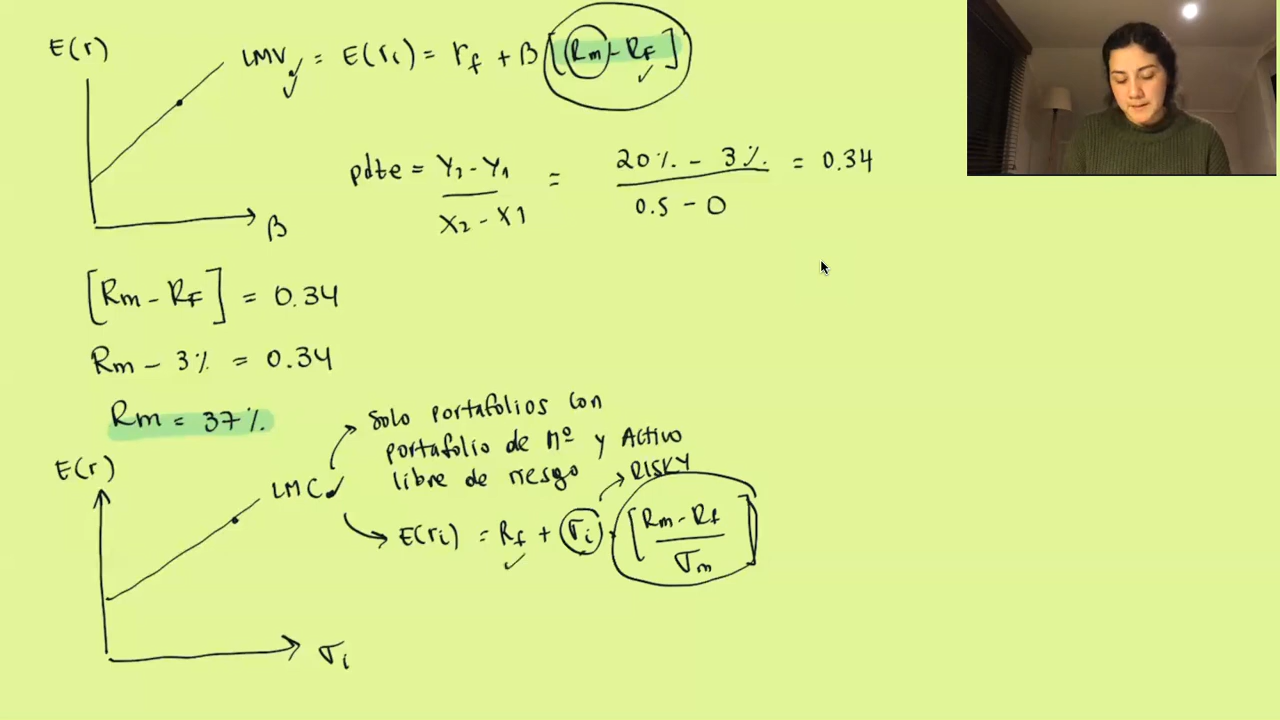 E(r)
LMV = E(ri) = rf + β [Rm - RF]
pdte = Y2 - Y1 / X2 - X1 = 20% - 3% / 0.5 - 0 = 0.34
β
[Rm - RF] = 0.34
Rm - 3% = 0.34
Rm = 37%
Solo portafolios con
portafolio de mº y Activo
libre de riesgo
E(r)
LMC
RISKY
E(ri) = Rf + σi · [Rm - Rf / σm]
σi